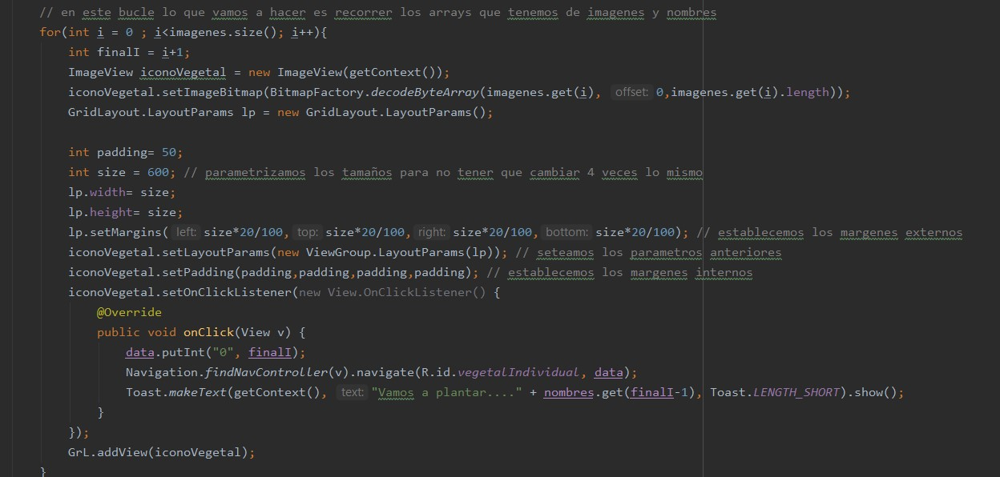 // en este bucle lo que vamos a hacer es recorrer los arrays que tenemos de imagenes y nombres
for(int i = 0 ; i<imagenes.size(); i++){
int finalI = i+1;
ImageView iconoVegetal = new ImageView(getContext());
iconoVegetal.setImageBitmap(BitmapFactory.decodeByteArray(imagenes.get(i), offset: 0,imagenes.get(i).length));
GridLayout.LayoutParams lp = new GridLayout.LayoutParams();
int padding= 50;
int size = 600; // parametrizamos los tamaños para no tener que cambiar 4 veces lo mismo
lp.width= size;
lp.height= size;
lp.setMargins( left: size*20/100, top: size*20/100, right: size*20/100, bottom: size*20/100); // establecemos los margenes externos
iconoVegetal.setLayoutParams(new ViewGroup.LayoutParams(lp)); // seteamos los parametros anteriores
iconoVegetal.setPadding(padding,padding,padding,padding); // establecemos los margenes internos
iconoVegetal.setOnClickListener(new View.OnClickListener() {
@Override
public void onClick(View v) {
data.putInt("0", finalI);
Navigation.findNavController(v).navigate(R.id.vegetalIndividual, data);
Toast.makeText(getContext(), text: "Vamos a plantar...." + nombres.get(finalI-1), Toast.LENGTH_SHORT).show();
}
});
GrL.addView(iconoVegetal);
}